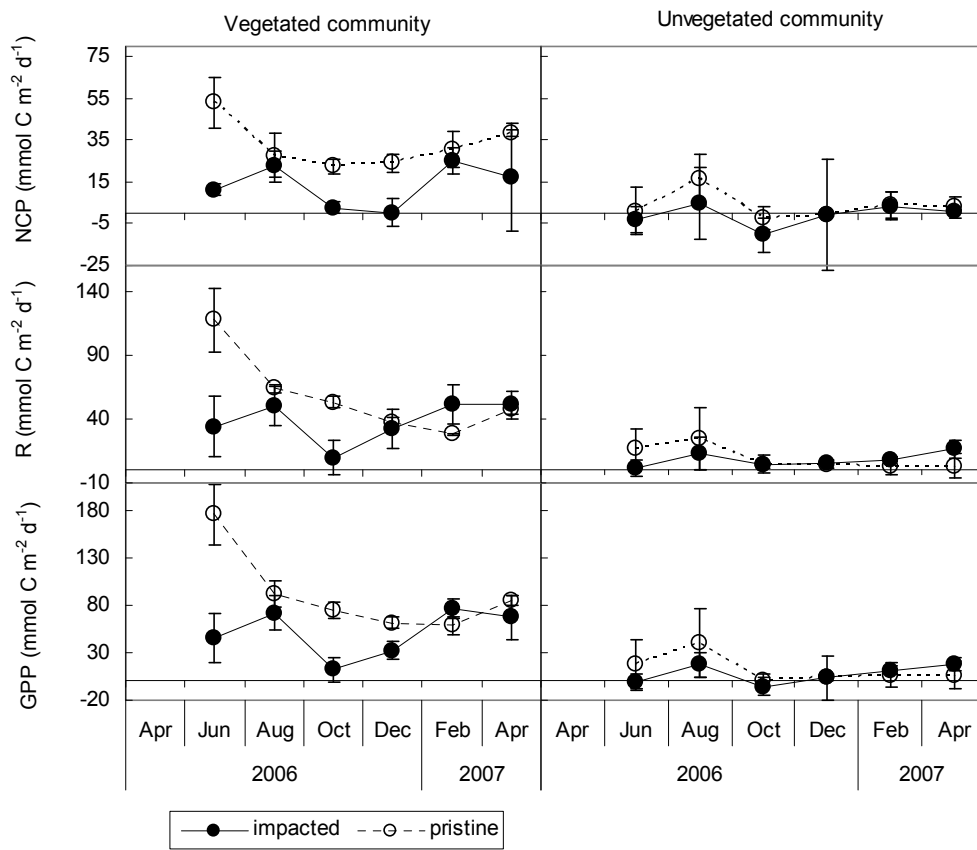 Vegetated community Unvegetated community
NCP (mmol C m⁻² d⁻¹)
75
55
35
15
-5
-25
R (mmol C m⁻² d⁻¹)
140
90
40
-10
GPP (mmol C m⁻² d⁻¹)
180
130
80
30
-20
Apr Jun Aug Oct Dec Feb Apr Apr Jun Aug Oct Dec Feb Apr
2006 2007 2006 2007
impacted pristine